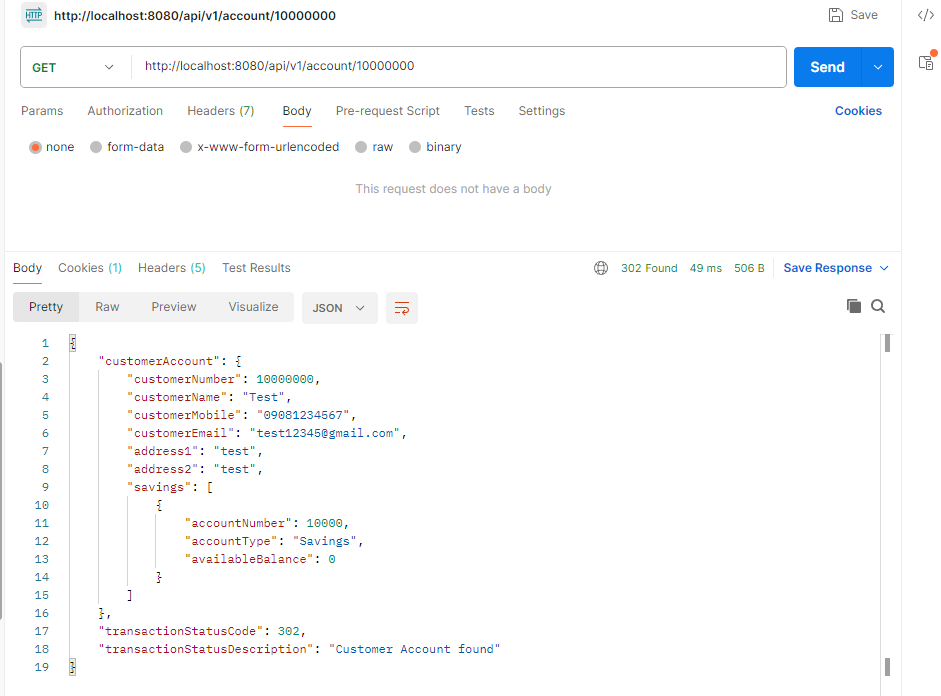 HTTP http://localhost:8080/api/v1/account/10000000 Save </>
GET http://localhost:8080/api/v1/account/10000000 Send
Params Authorization Headers (7) Body Pre-request Script Tests Settings Cookies
none form-data x-www-form-urlencoded raw binary
This request does not have a body
Body Cookies (1) Headers (5) Test Results 302 Found 49 ms 506 B Save Response
Pretty Raw Preview Visualize JSON
1 {
2 "customerAccount": {
3 "customerNumber": 10000000,
4 "customerName": "Test",
5 "customerMobile": "09081234567",
6 "customerEmail": "test12345@gmail.com",
7 "address1": "test",
8 "address2": "test",
9 "savings": [
10 {
11 "accountNumber": 10000,
12 "accountType": "Savings",
13 "availableBalance": 0
14 }
15 ]
16 },
17 "transactionStatusCode": 302,
18 "transactionStatusDescription": "Customer Account found"
19 }